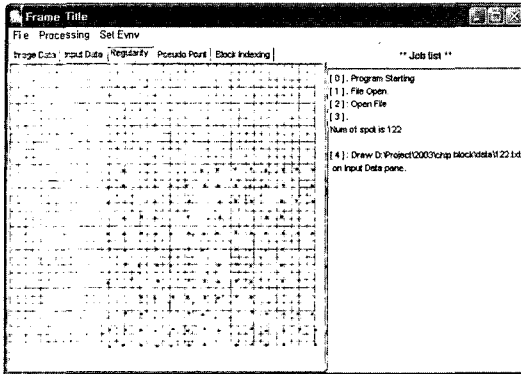 Frame Title
File Processing Set Evnv
Image Data Input Data Regularity Pseudo Point Block Indexing
** Job list **
[ 0 ] : Program Starting
[ 1 ] : File Open
[ 2 ] : Open File
[ 3 ] :
Num of spot is 122
[ 4 ] : Draw D:\Project\2003\chip block\data\122.txt
on Input Data pane.